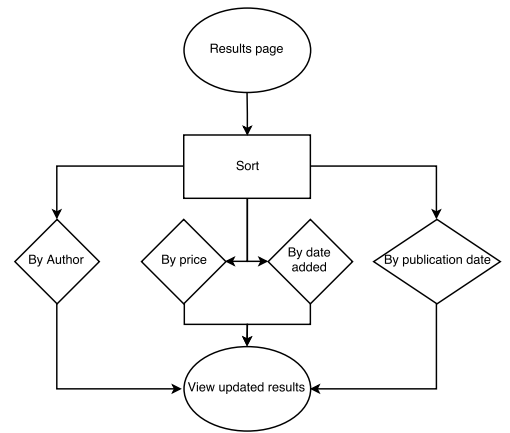 Results page
Sort
By Author
By price
By date
added
By publication date
View updated results